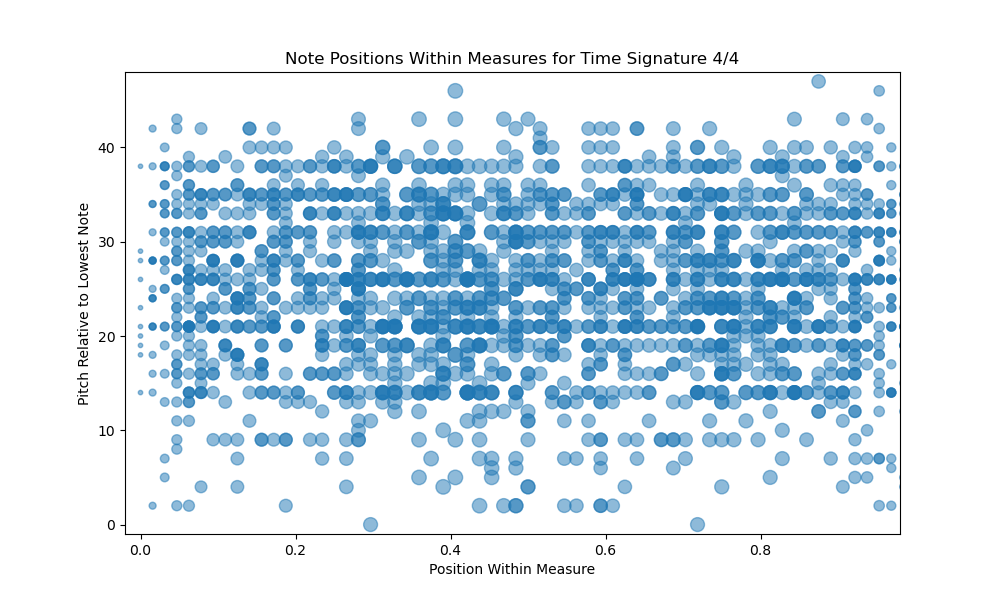 Note Positions Within Measures for Time Signature 4/4
Pitch Relative to Lowest Note
40
30
20
10
0
0.0 0.2 0.4 0.6 0.8
Position Within Measure